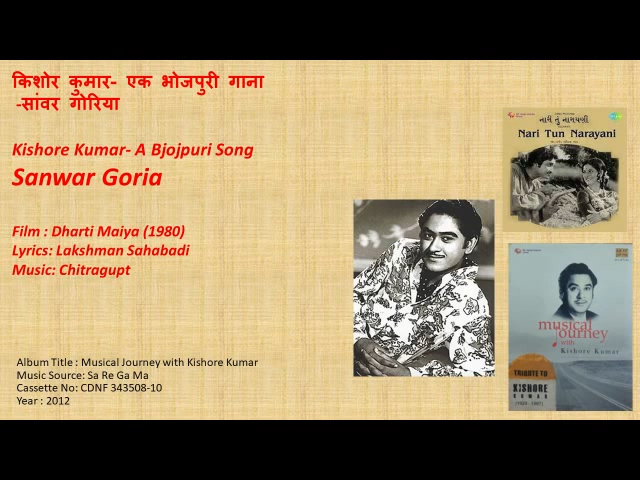 किशोर कुमार- एक भोजपुरी गाना
-सांवर गोरिया
Kishore Kumar- A Bjojpuri Song
Sanwar Goria
Film : Dharti Maiya (1980)
Lyrics: Lakshman Sahabadi
Music: Chitragupt
Album Title : Musical Journey with Kishore Kumar
Music Source: Sa Re Ga Ma
Cassette No: CDNF 343508-10
Year : 2012
નારી તું નારાયણી
Nari Tun Narayani
musical
journey
with
Kishore Kumar
TRIBUTE TO
KISHORE
KUMAR